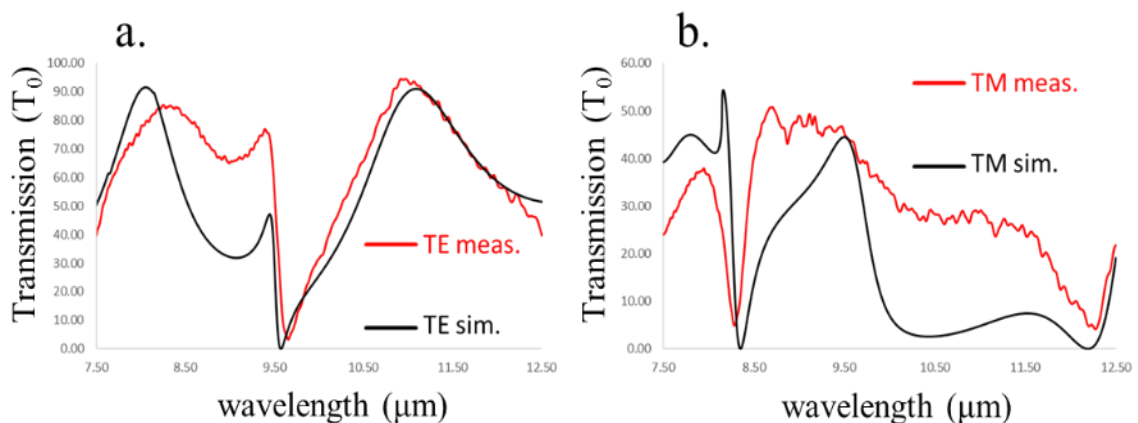 a.
Transmission (T₀)
100.00
90.00
80.00
70.00
60.00
50.00
40.00
30.00
20.00
10.00
0.00
7.50 8.50 9.50 10.50 11.50 12.50
wavelength (μm)
TE meas.
TE sim.
b.
Transmission (T₀)
60.00
50.00
40.00
30.00
20.00
10.00
0.00
7.50 8.50 9.50 10.50 11.50 12.50
wavelength (μm)
TM meas.
TM sim.